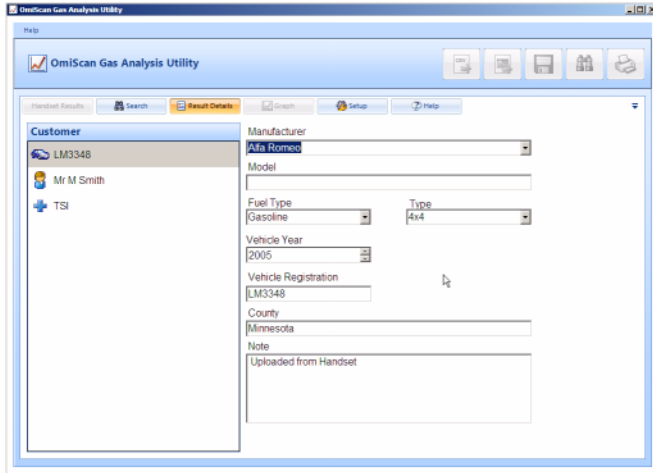 OmiScan Gas Analysis Utility
Help
OmiScan Gas Analysis Utility
Handset Results Search Result Details Graph Setup Help
Customer
LM3348
Mr M Smith
TSI
Manufacturer
Alfa Romeo
Model
Fuel Type Type
Gasoline 4x4
Vehicle Year
2005
Vehicle Registration
LM3348
County
Minnesota
Note
Uploaded from Handset